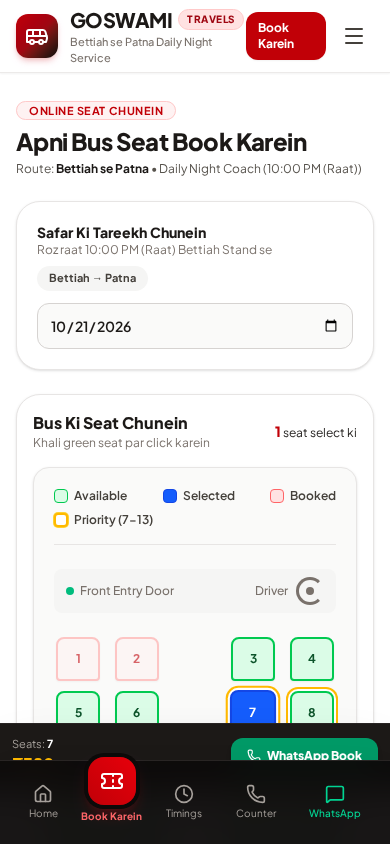 GOSWAMI TRAVELS
Bettiah se Patna Daily Night
Service
Book
Karein
ONLINE SEAT CHUNEIN
Apni Bus Seat Book Karein
Route: Bettiah se Patna • Daily Night Coach (10:00 PM (Raat))
Safar Ki Tareekh Chunein
Roz raat 10:00 PM (Raat) Bettiah Stand se
Bettiah → Patna
10/21/2026
Bus Ki Seat Chunein
Khali green seat par click karein
1 seat select ki
Available
Selected
Booked
Priority (7–13)
Front Entry Door
Driver
1 2 3 4
5 6 7 8
Seats: 7
WhatsApp Book
Home
Book Karein
Timings
Counter
WhatsApp